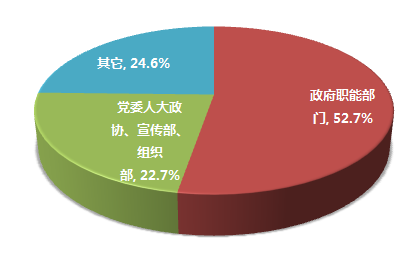 其它, 24.6%
政府职能部
门, 52.7%
党委人大政
协、宣传部、
组织
部, 22.7%